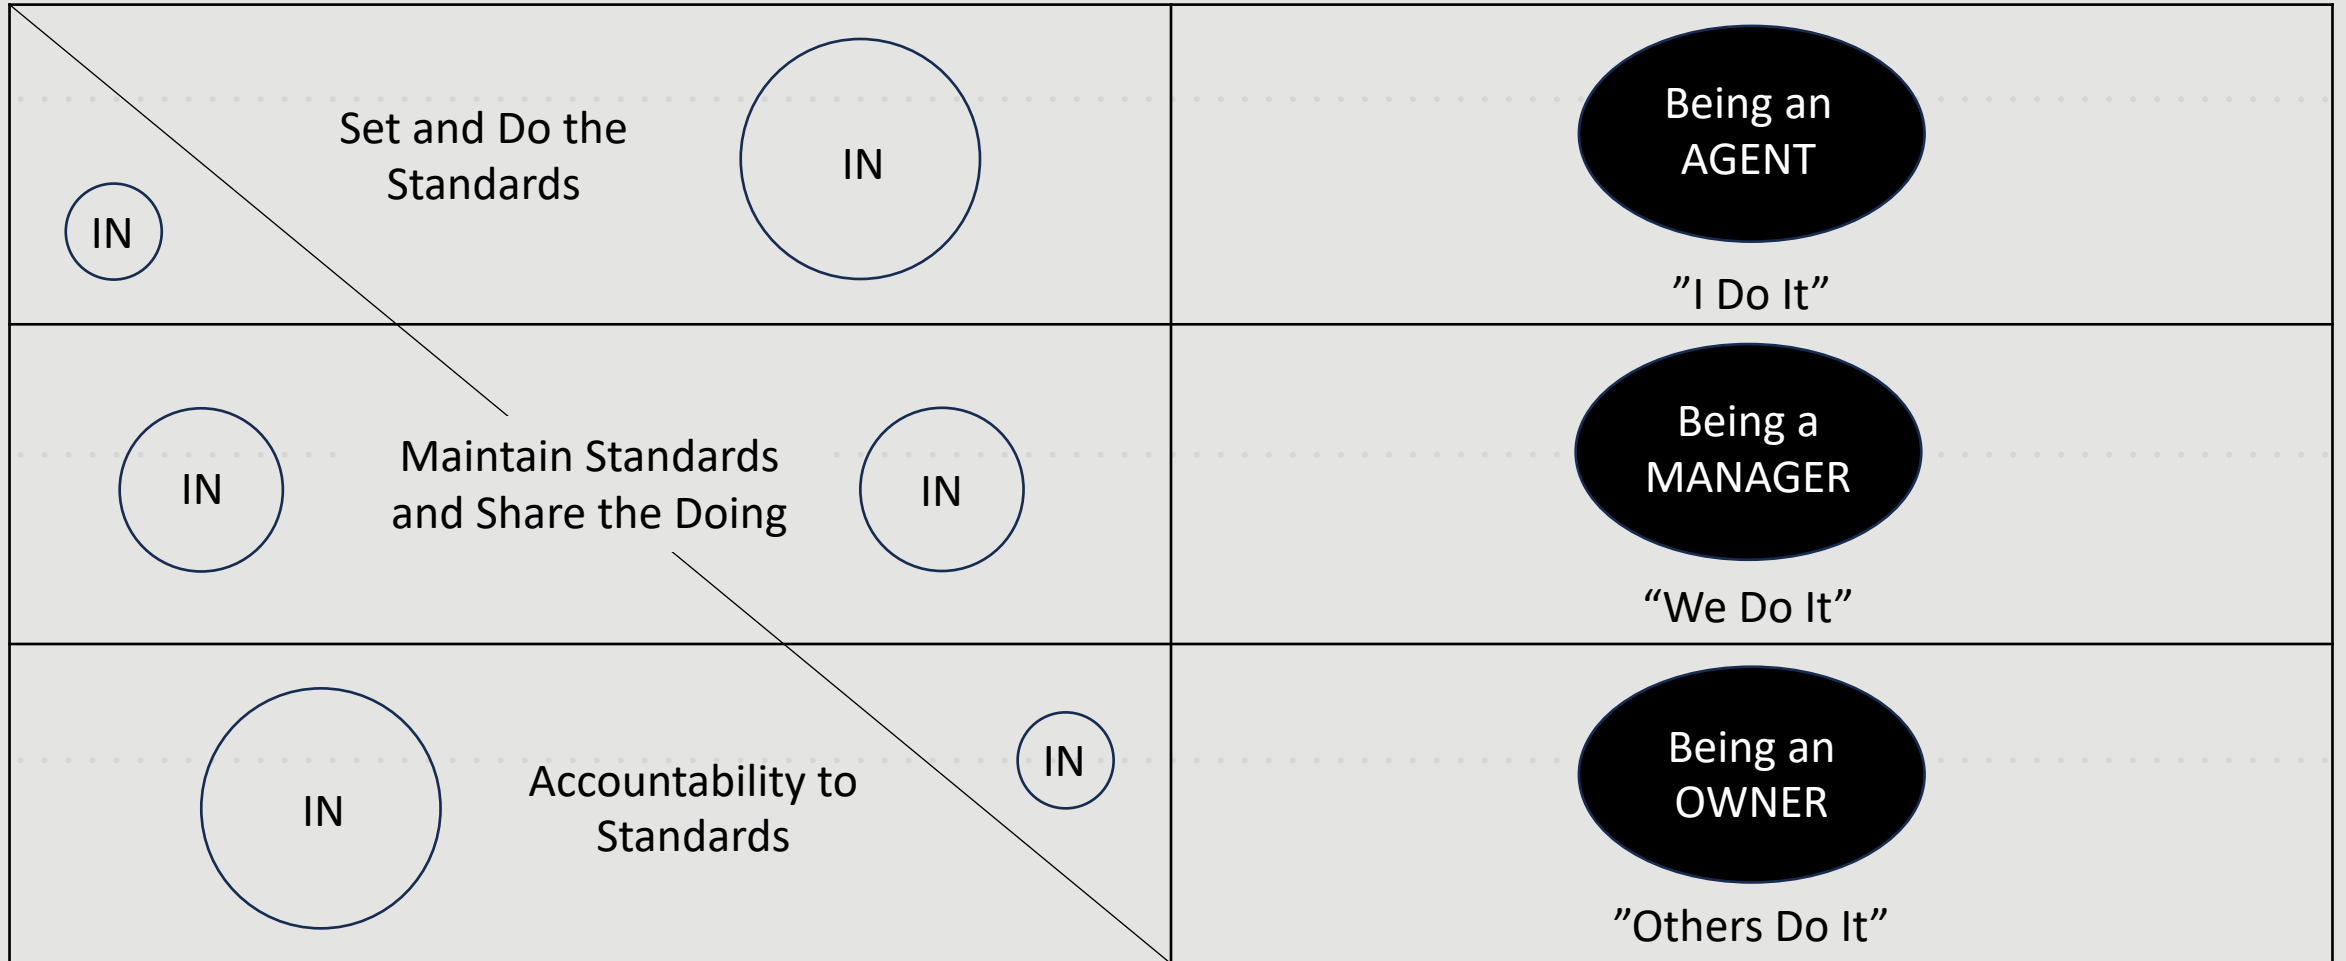 Set and Do the
Standards
IN
IN
Being an
AGENT
”I Do It”
IN
Maintain Standards
and Share the Doing
IN
Being a
MANAGER
“We Do It”
IN
Accountability to
Standards
IN
Being an
OWNER
”Others Do It”